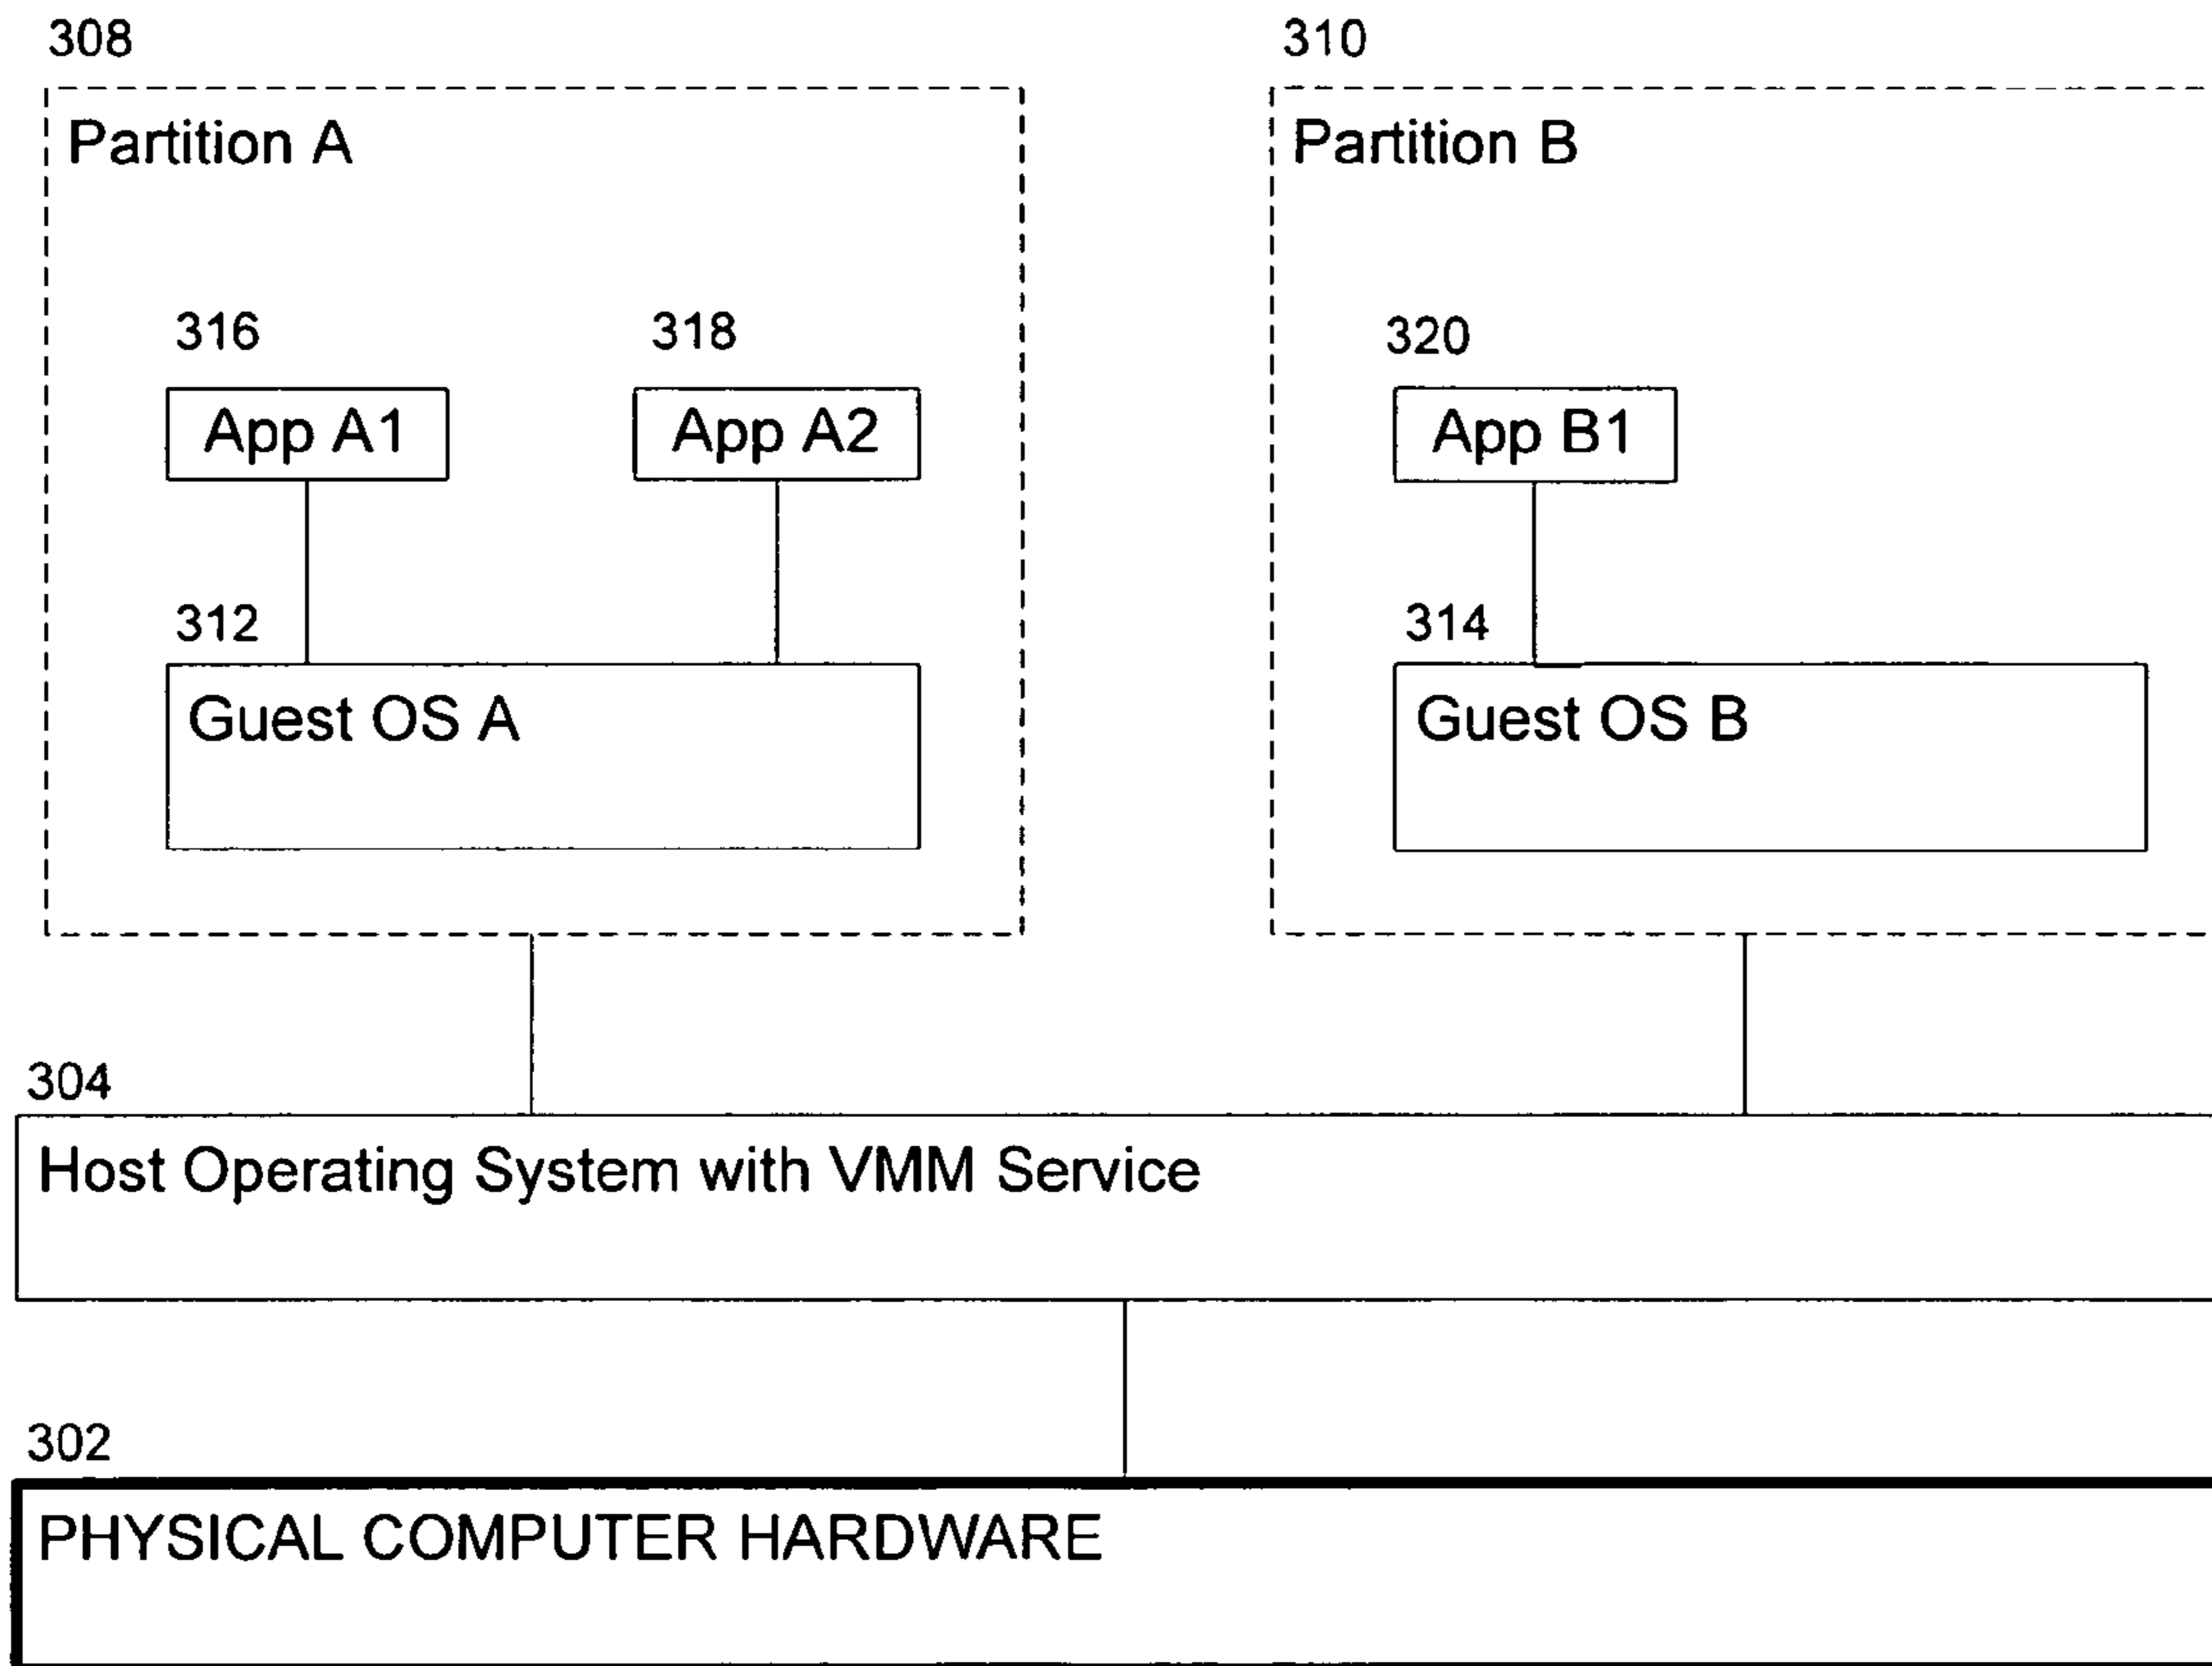 308
310
Partition A
Partition B
316
318
320
App A1
App A2
App B1
312
314
Guest OS A
Guest OS B
304
Host Operating System with VMM Service
302
PHYSICAL COMPUTER HARDWARE